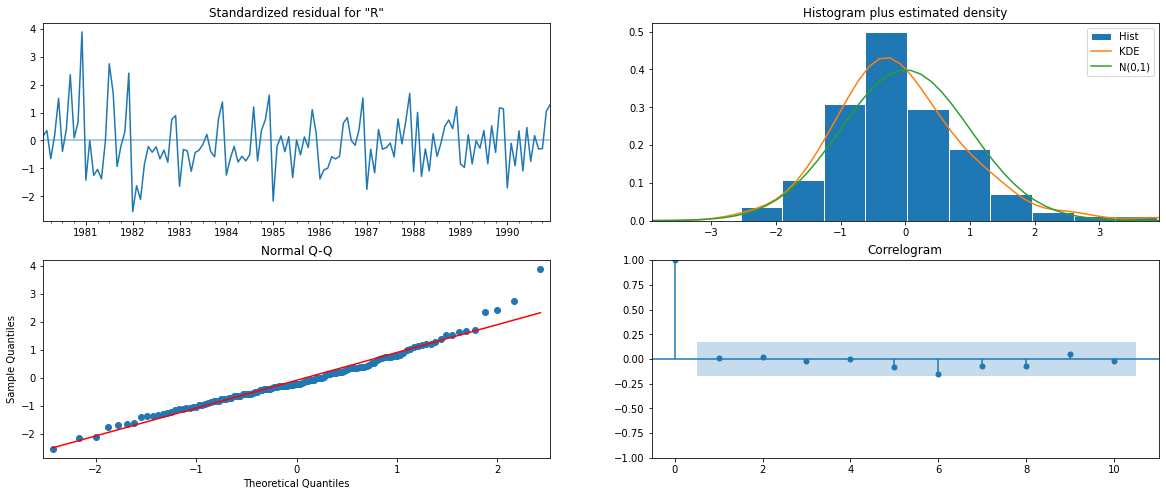 Standardized residual for "R"
4
3
2
1
0
−1
−2
1981 1982 1983 1984 1985 1986 1987 1988 1989 1990
Histogram plus estimated density
0.5
0.4
0.3
0.2
0.1
0.0
Hist
KDE
N(0,1)
−3 −2 −1 0 1 2 3
Normal Q-Q
Sample Quantiles
4
3
2
1
0
−1
−2
−2 −1 0 1 2
Theoretical Quantiles
Correlogram
1.00
0.75
0.50
0.25
0.00
−0.25
−0.50
−0.75
−1.00
0 2 4 6 8 10